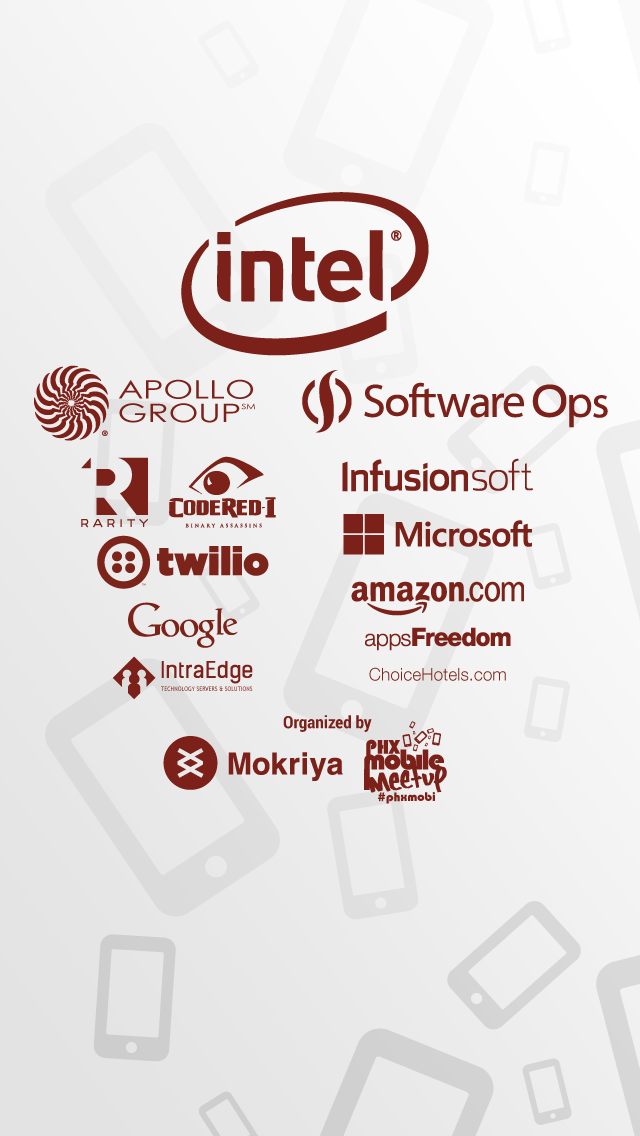 intel®
APOLLO
GROUP℠
®
Software Ops
R
RARITY
CODERED-I
BINARY ASSASSINS
Infusionsoft
Microsoft
twilio
amazon.com
Google
appsFreedom
IntraEdge
TECHNOLOGY SERVERS & SOLUTIONS
ChoiceHotels.com
Organized by
Mokriya
PHX
mobile
Meetup
#phxmobi